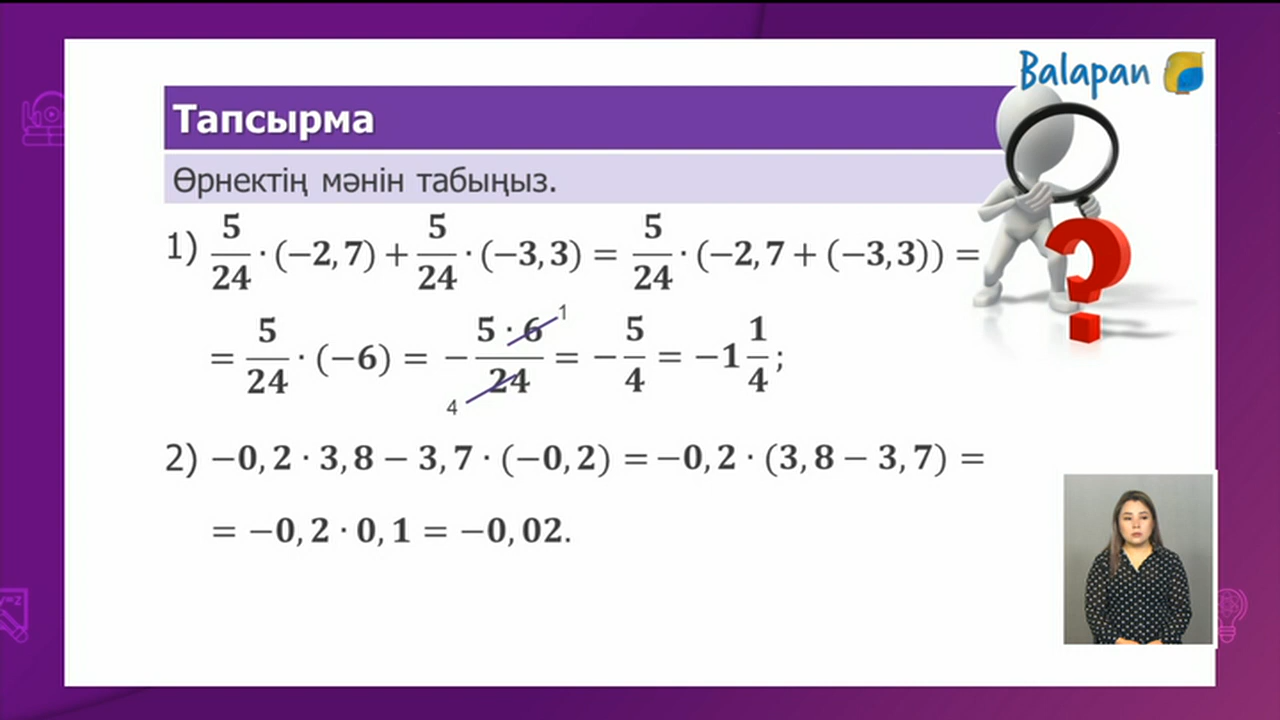 Balapan
Тапсырма
Өрнектің мәнін табыңыз.
1) 5/24 · (−2,7) + 5/24 · (−3,3) = 5/24 · (−2,7 + (−3,3)) =
= 5/24 · (−6) = − 5 · 6/24 = − 5/4 = −1 1/4;
1
4
2) −0,2 · 3,8 − 3,7 · (−0,2) = −0,2 · (3,8 − 3,7) =
= −0,2 · 0,1 = −0,02.
?